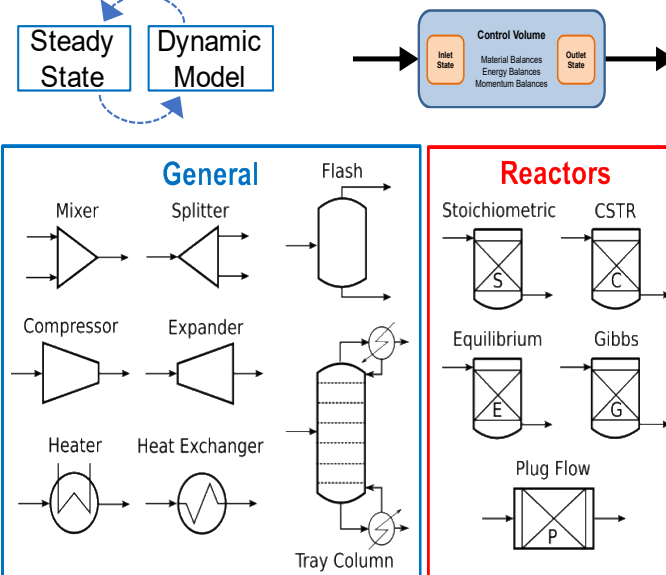 Steady
State
Dynamic
Model
Control Volume
Inlet
State
Material Balances
Energy Balances
Momentum Balances
Outlet
State
General
Mixer
Splitter
Flash
Compressor
Expander
Heater
Heat Exchanger
Tray Column
Reactors
Stoichiometric
CSTR
S
C
Equilibrium
Gibbs
E
G
Plug Flow
P